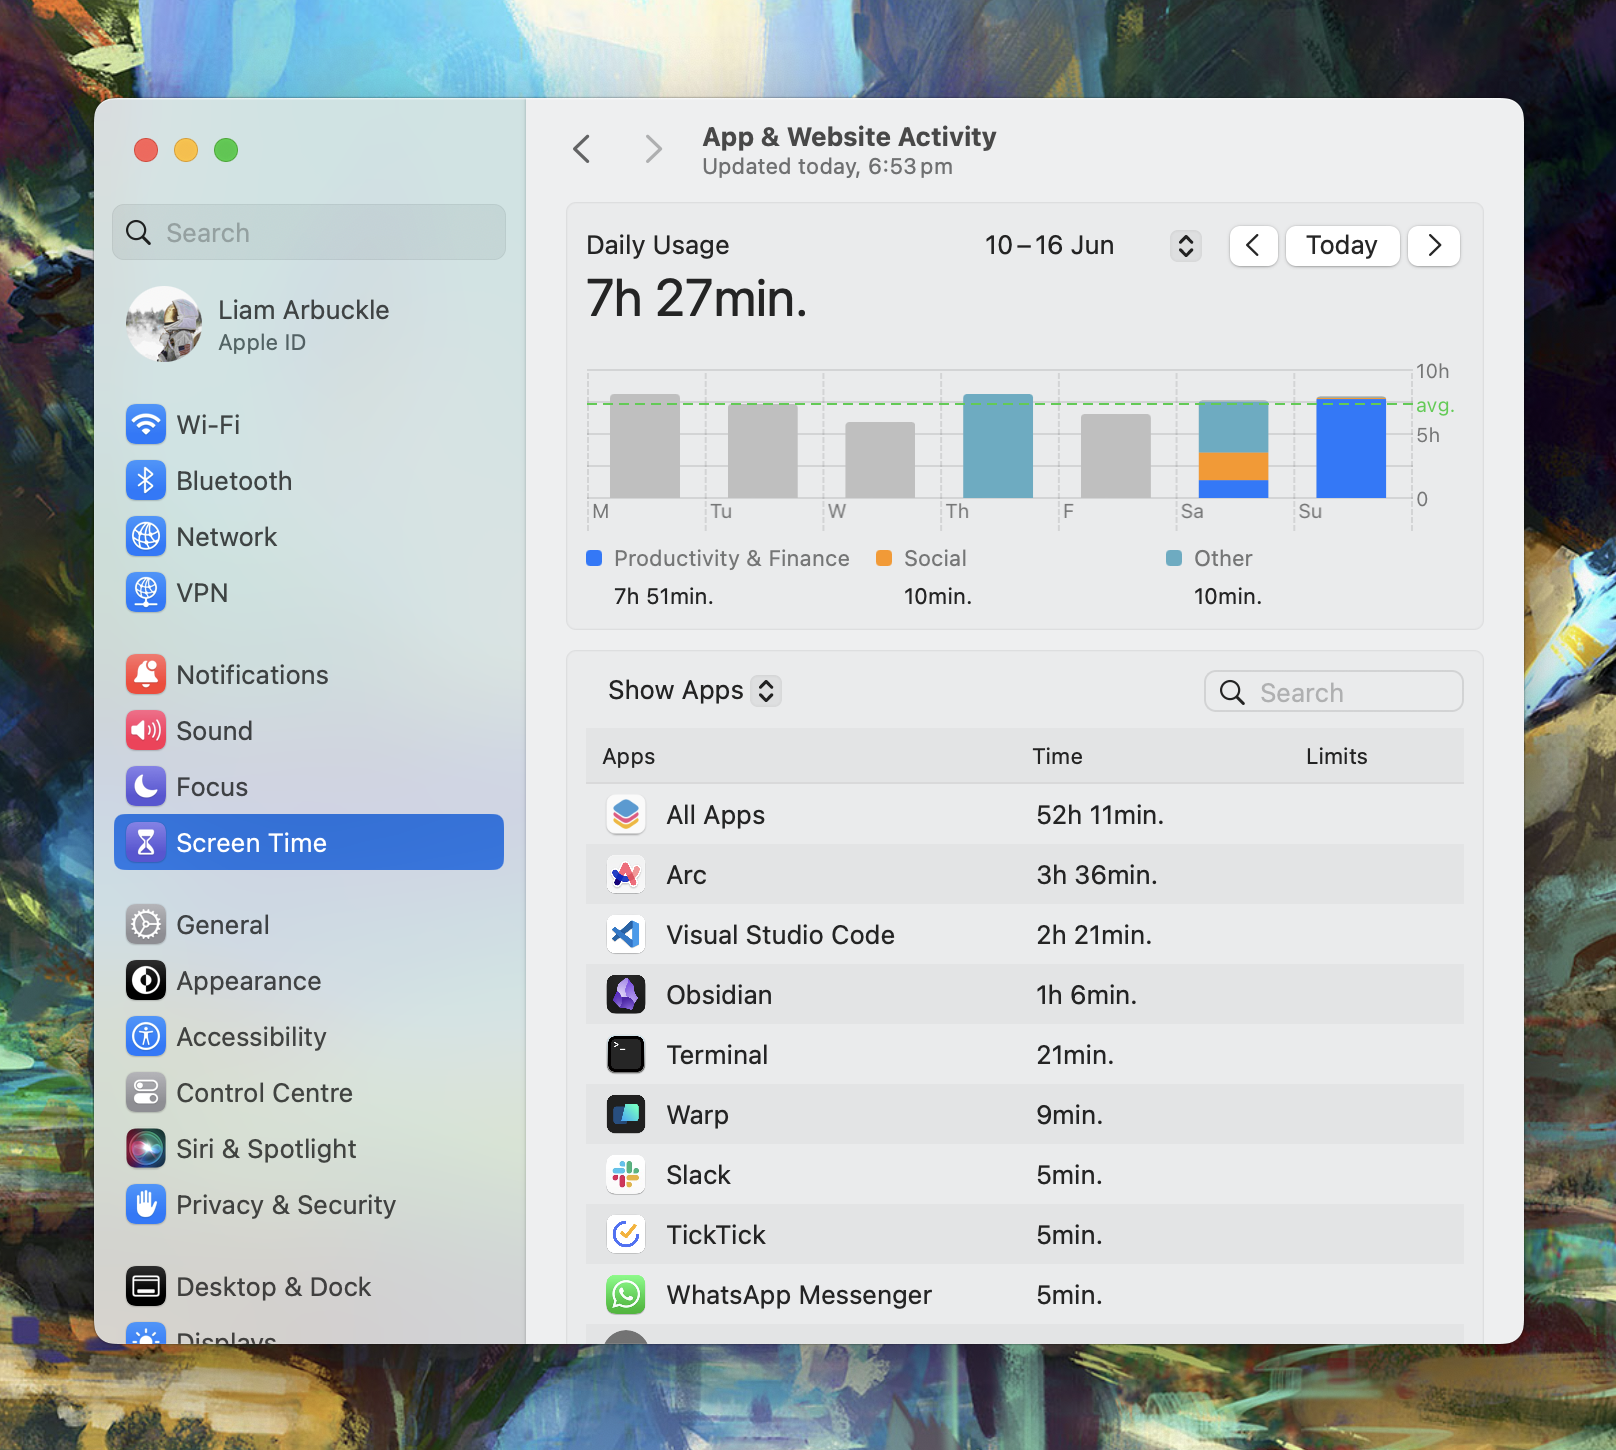 Search
Liam Arbuckle
Apple ID
Wi-Fi
Bluetooth
Network
VPN
Notifications
Sound
Focus
Screen Time
General
Appearance
Accessibility
Control Centre
Siri & Spotlight
Privacy & Security
Desktop & Dock
Displays
App & Website Activity
Updated today, 6:53 pm
Daily Usage
10 – 16 Jun
Today
7h 27min.
10h
avg.
5h
0
M Tu W Th F Sa Su
Productivity & Finance Social Other
7h 51min. 10min. 10min.
Show Apps
Search
Apps Time Limits
All Apps 52h 11min.
Arc 3h 36min.
Visual Studio Code 2h 21min.
Obsidian 1h 6min.
Terminal 21min.
Warp 9min.
Slack 5min.
TickTick 5min.
WhatsApp Messenger 5min.